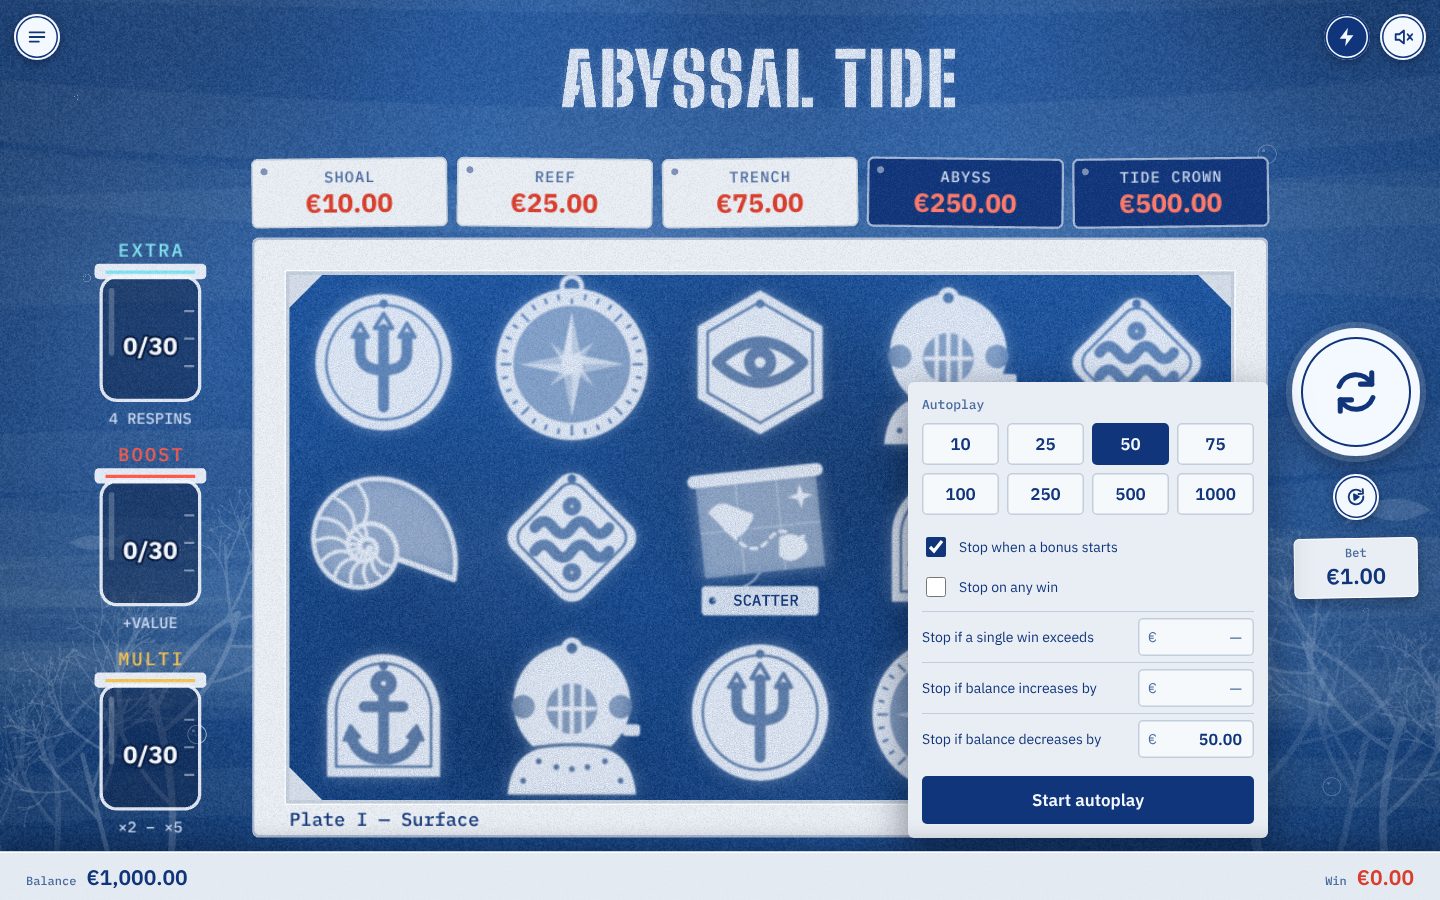 ABYSSAL TIDE
SHOAL
€10.00
REEF
€25.00
TRENCH
€75.00
ABYSS
€250.00
TIDE CROWN
€500.00
EXTRA
0/30
4 RESPINS
BOOST
0/30
+VALUE
MULTI
0/30
×2 – ×5
SCATTER
Plate I — Surface
Autoplay
10
25
50
75
100
250
500
1000
Stop when a bonus starts
Stop on any win
Stop if a single win exceeds
€ —
Stop if balance increases by
€ —
Stop if balance decreases by
€ 50.00
Start autoplay
Bet
€1.00
Balance €1,000.00
Win €0.00